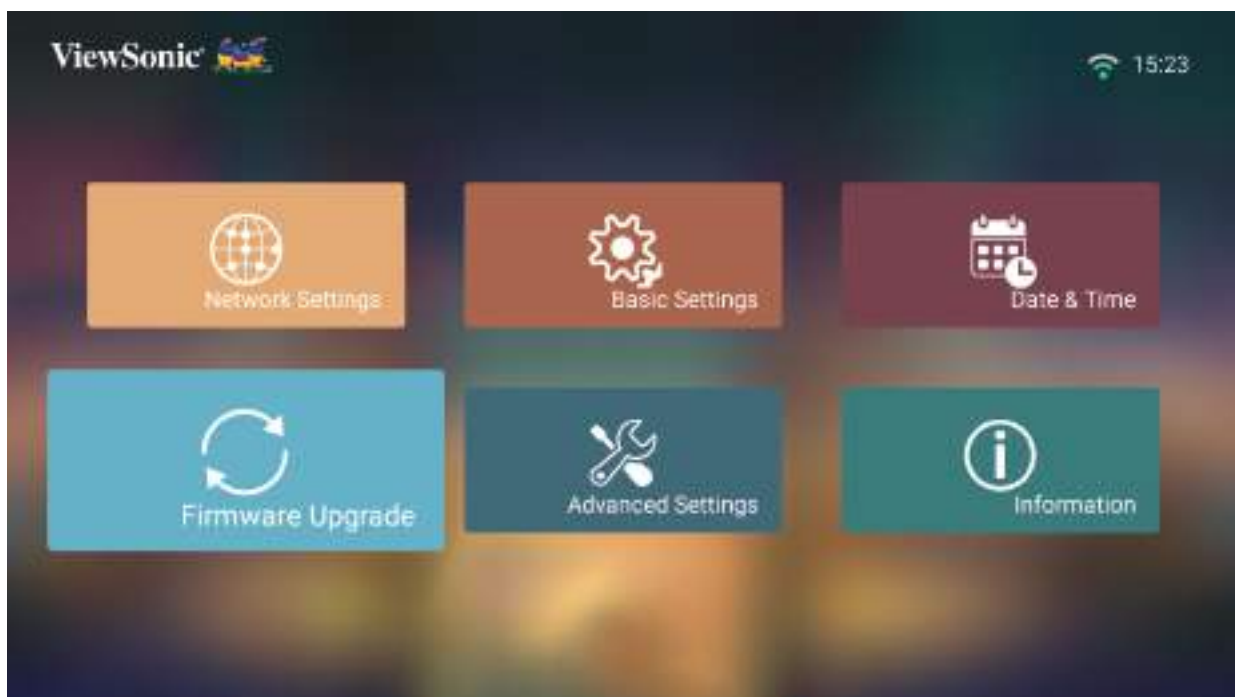 ViewSonic
15:23
Network Settings
Basic Settings
Date & Time
Firmware Upgrade
Advanced Settings
Information